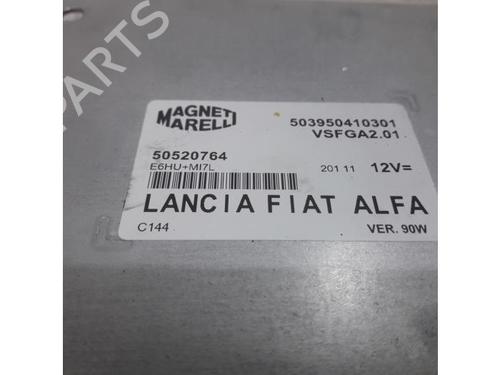 MAGNETI
MARELLI
503950410301
VSFGA2.01
50520764
E6HU+MI7L
201 11 12V=
LANCIA FIAT ALFA
C144 VER. 90W
PARTS